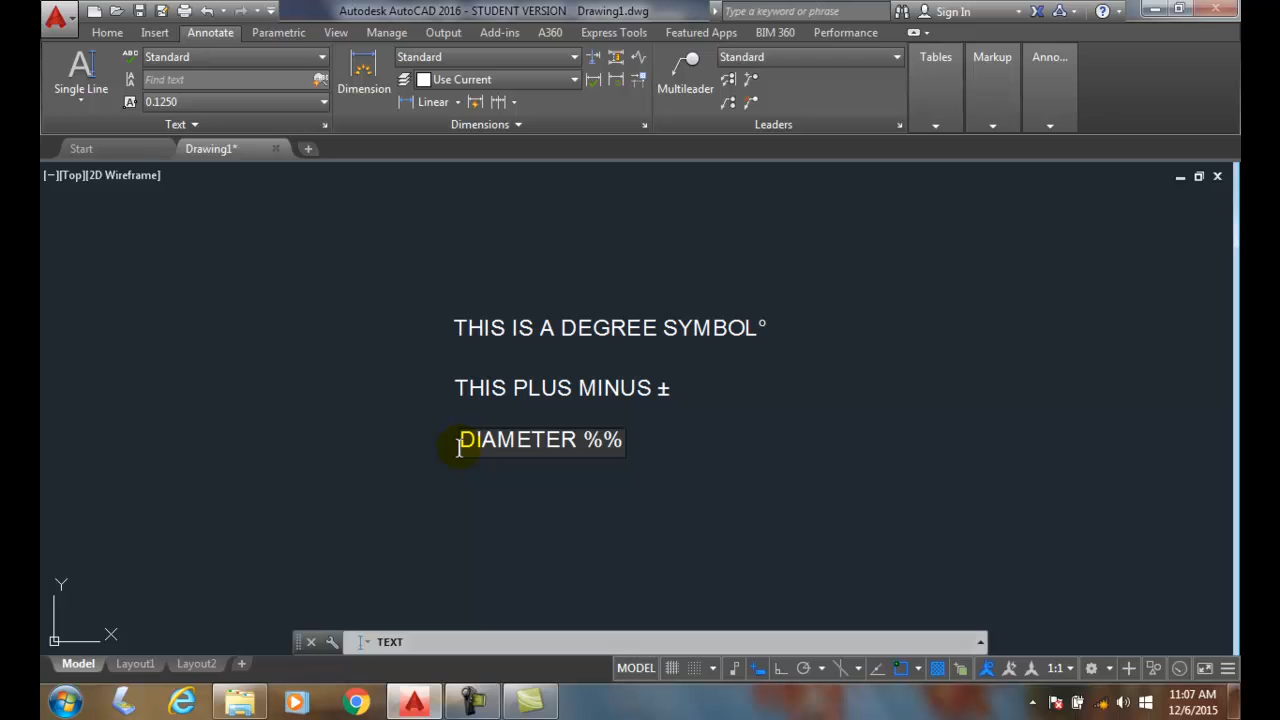 Autodesk AutoCAD 2016 - STUDENT VERSION Drawing1.dwg
Type a keyword or phrase
Sign In
Home Insert Annotate Parametric View Manage Output Add-ins A360 Express Tools Featured Apps BIM 360 Performance
Single Line
ABC Standard
Find text
0.1250
Text
Dimension
Standard
Use Current
Linear
Dimensions
Multileader
Standard
Leaders
Tables
Markup
Anno...
Start
Drawing1*
[−][Top][2D Wireframe]
THIS IS A DEGREE SYMBOL°
THIS PLUS MINUS ±
DIAMETER %%
Y
X
TEXT
Model Layout1 Layout2
MODEL
1:1
11:07 AM
12/6/2015